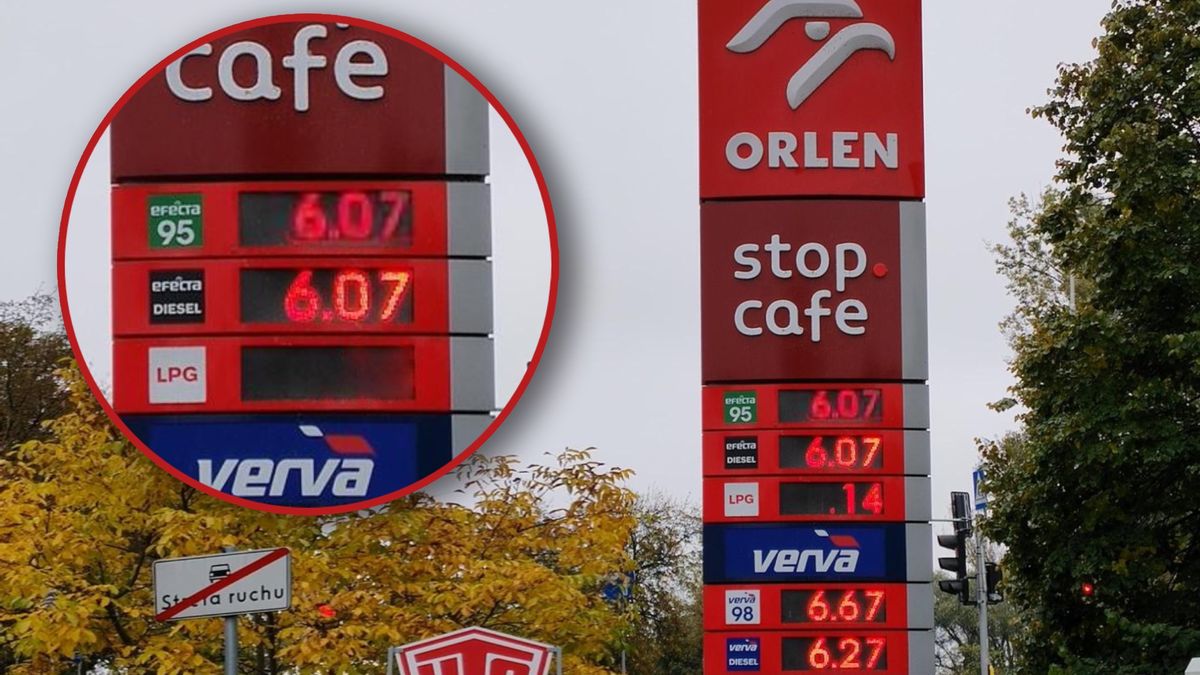 cafe
efecta
95
6.07
efecta
DIESEL
6.07
LPG
verva
ORLEN
stop.
cafe
efecta
95
6.07
efecta
DIESEL
6.07
LPG
.14
verva
verva
98
6.67
verva
DIESEL
6.27
Strefa ruchu